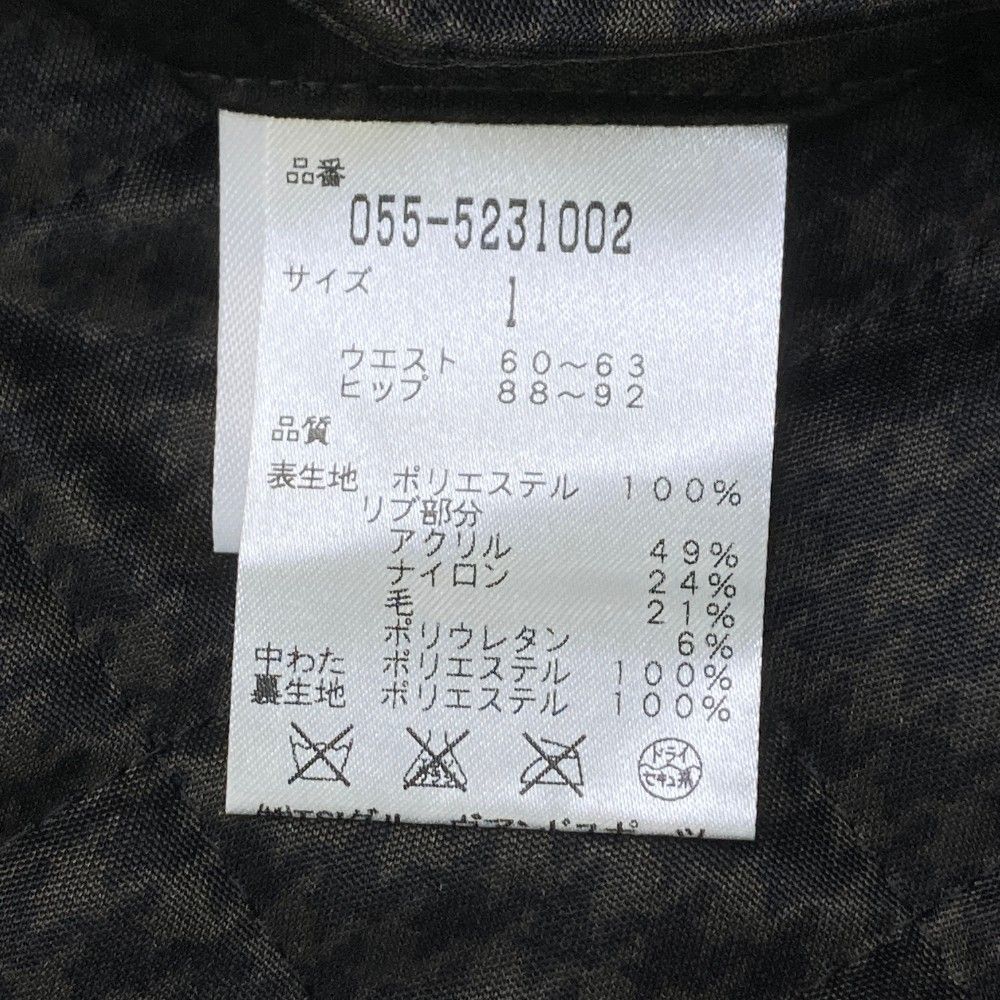 品番
055-5231002
サイズ 1
ウエスト 60～63
ヒップ 88～92
品質
表生地 ポリエステル 100%
リブ部分
アクリル 49%
ナイロン 24%
毛 21%
ポリウレタン 6%
中わた ポリエステル 100%
裏生地 ポリエステル 100%
ドライ
セキユ系